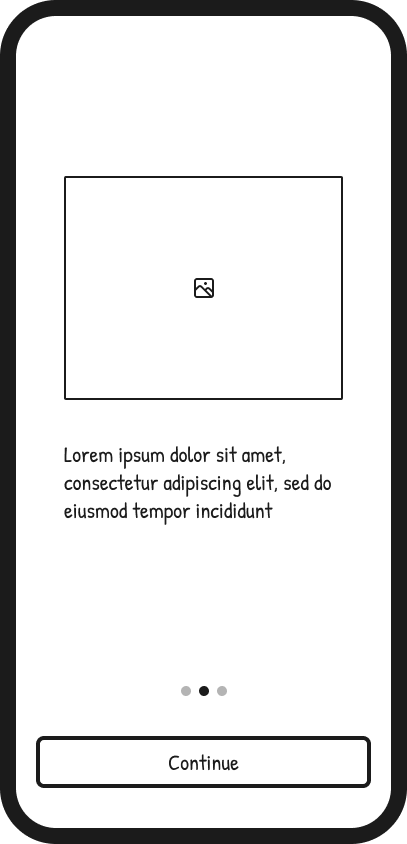 Lorem ipsum dolor sit amet,
consectetur adipiscing elit, sed do
eiusmod tempor incididunt
Continue